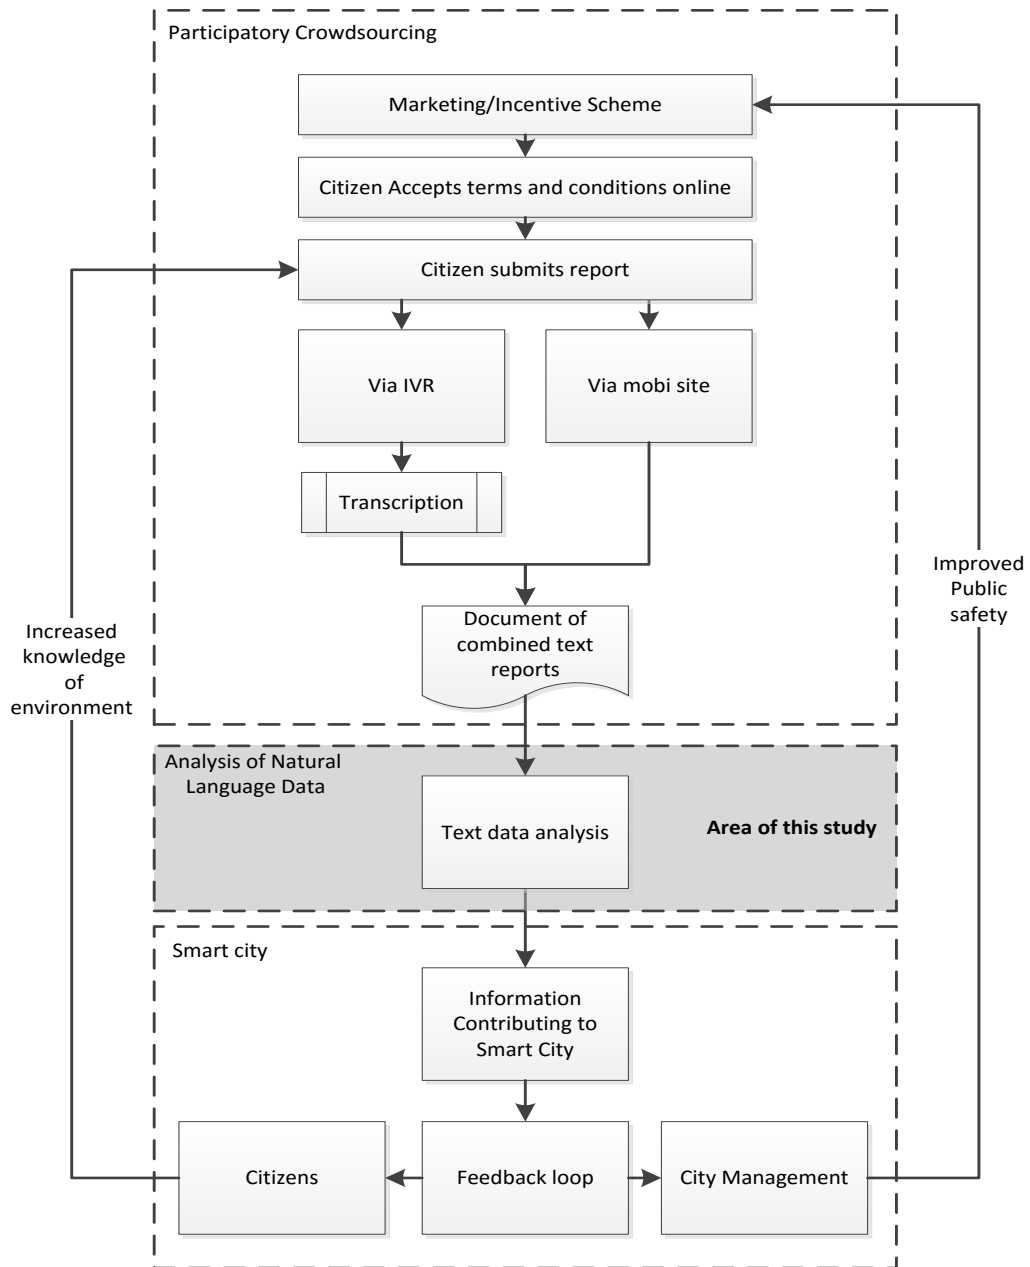 Participatory Crowdsourcing
Marketing/Incentive Scheme
Citizen Accepts terms and conditions online
Citizen submits report
Via IVR
Via mobi site
Transcription
Document of
combined text
reports
Increased
knowledge
of
environment
Improved
Public
safety
Analysis of Natural
Language Data
Text data analysis
Area of this study
Smart city
Information
Contributing to
Smart City
Citizens
Feedback loop
City Management